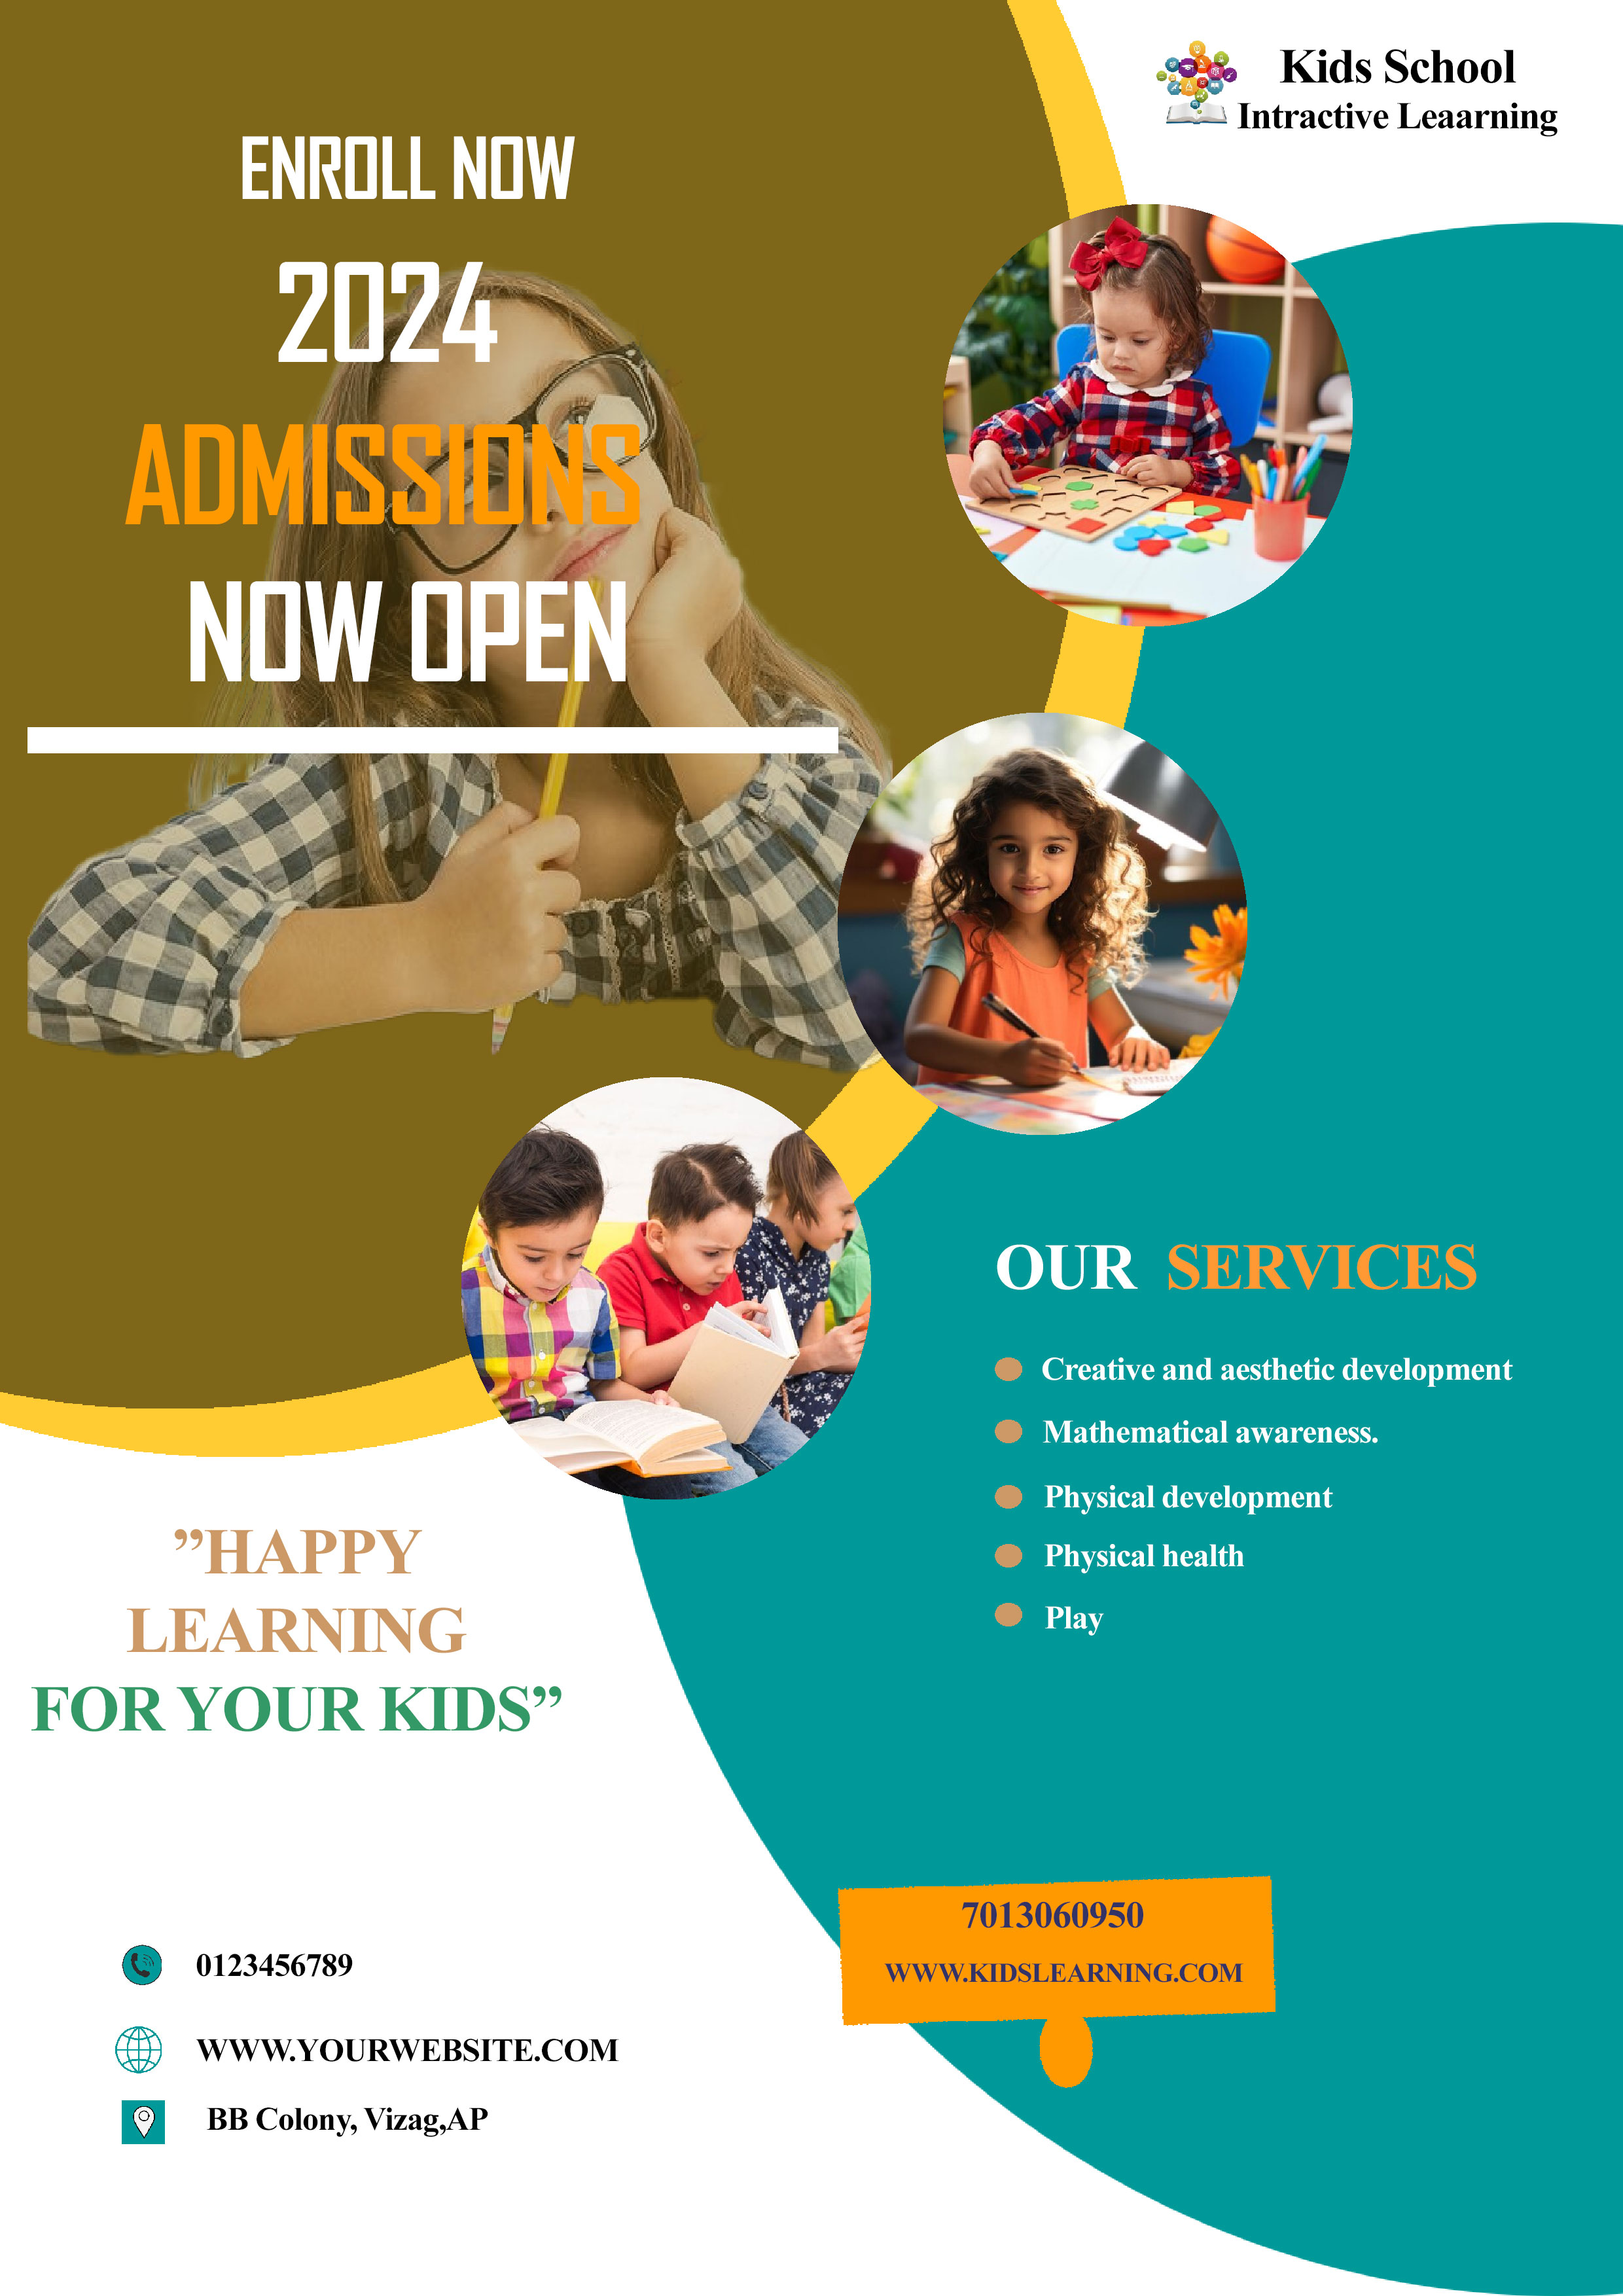 Kids School
Intractive Leaarning
ENROLL NOW
2024
ADMISSIONS
NOW OPEN
OUR SERVICES
Creative and aesthetic development
Mathematical awareness.
Physical development
Physical health
Play
”HAPPY
LEARNING
FOR YOUR KIDS”
7013060950
WWW.KIDSLEARNING.COM
0123456789
WWW.YOURWEBSITE.COM
BB Colony, Vizag,AP